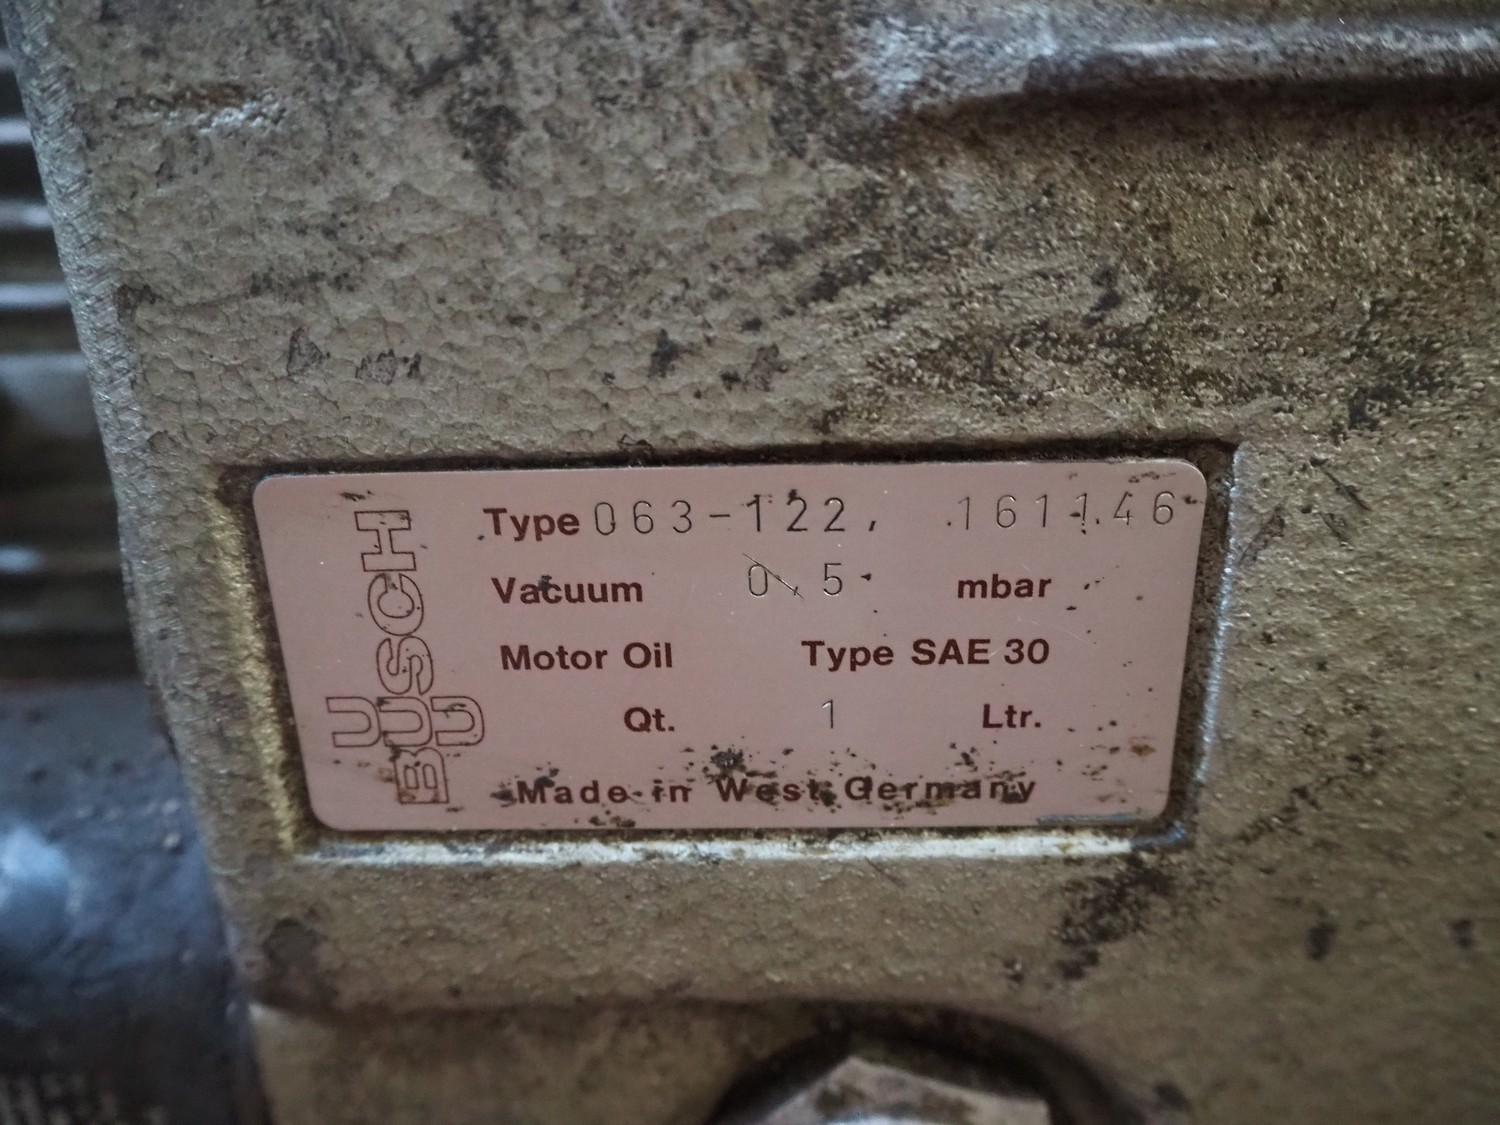 BUSCH
Type 063-122, 161146
Vacuum 0,5 mbar
Motor Oil Type SAE 30
Qt. 1 Ltr.
Made in West Germany